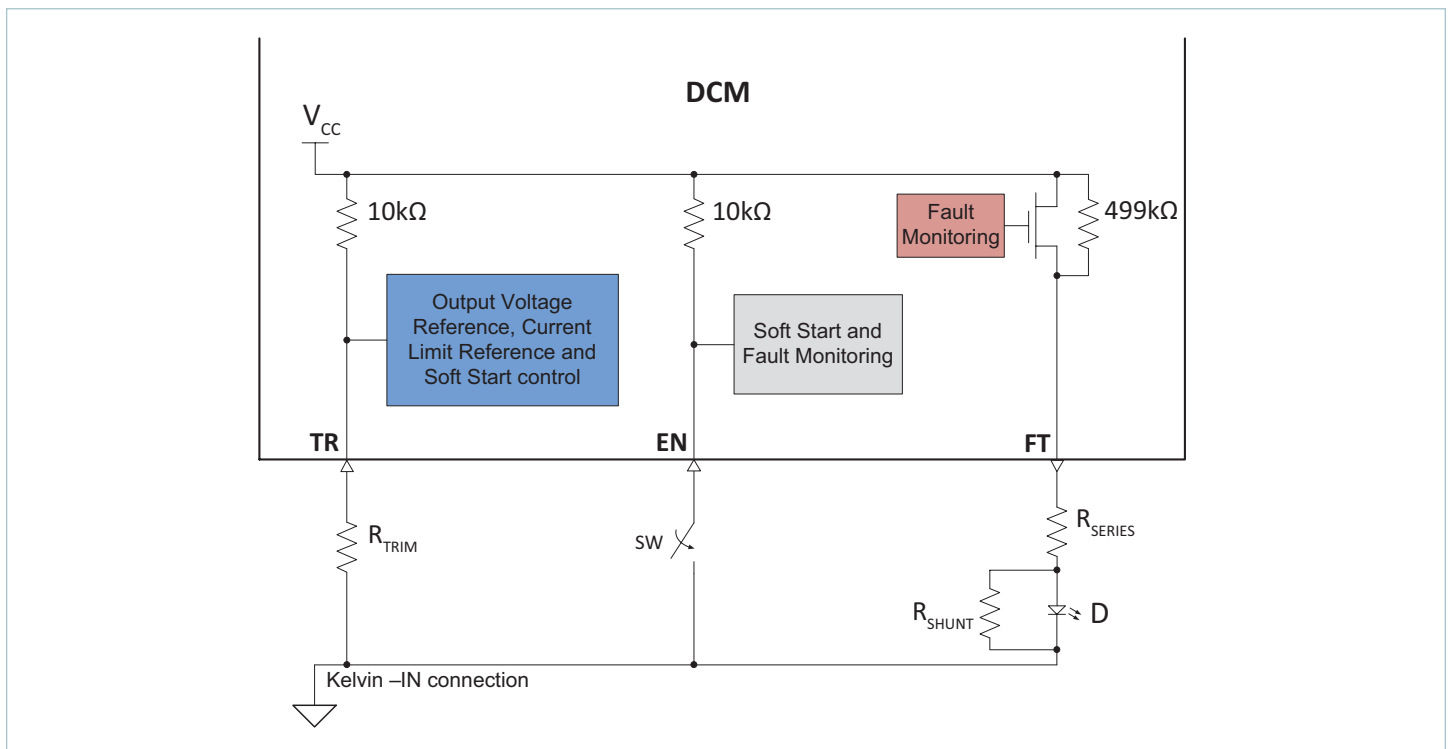 DCM
VCC
10kΩ
10kΩ
Fault
Monitoring
499kΩ
Output Voltage
Reference, Current
Limit Reference and
Soft Start control
Soft Start and
Fault Monitoring
TR
EN
FT
RTRIM
SW
RSERIES
RSHUNT
D
Kelvin –IN connection